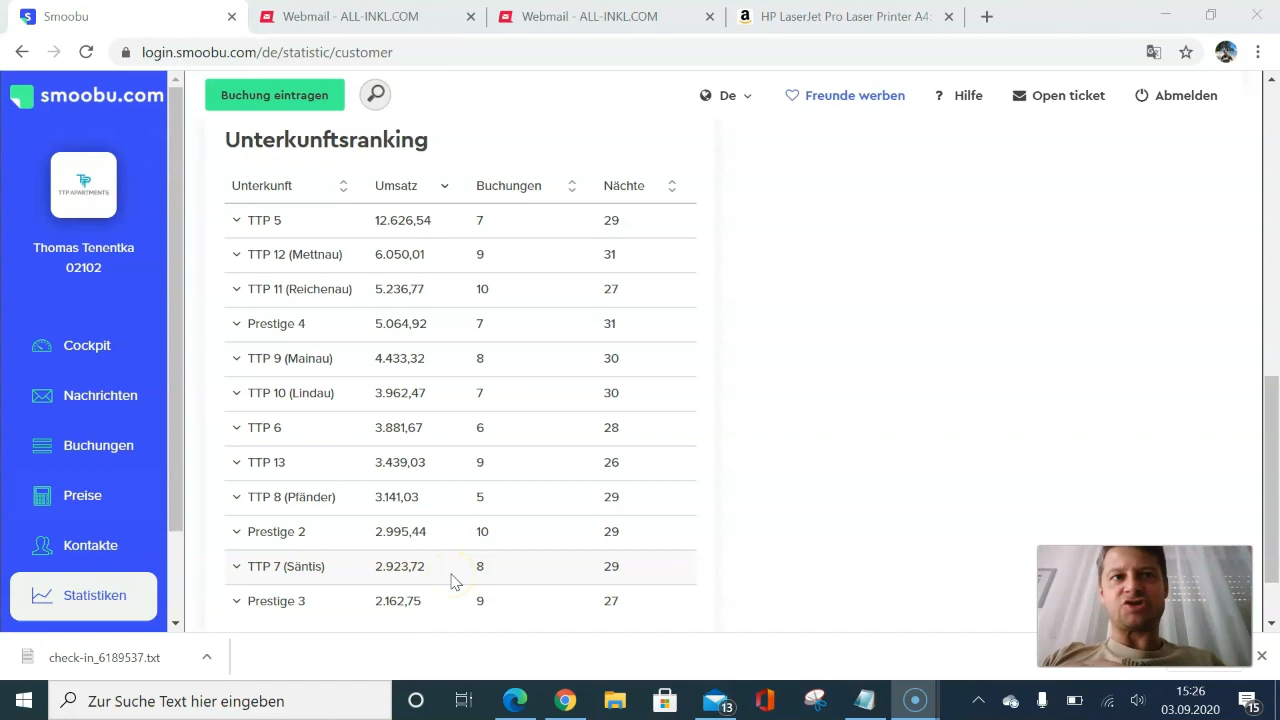 Smoobu
Webmail - ALL-INKL.COM
Webmail - ALL-INKL.COM
HP LaserJet Pro Laser Printer A4:
login.smoobu.com/de/statistic/customer
smoobu.com
Buchung eintragen
De
Freunde werben
? Hilfe
Open ticket
Abmelden
TTP APARTMENTS
Thomas Tenentka
02102
Cockpit
Nachrichten
Buchungen
Preise
Kontakte
Statistiken
Unterkunftsranking
Unterkunft Umsatz Buchungen Nächte
TTP 5 12.626,54 7 29
TTP 12 (Mettnau) 6.050,01 9 31
TTP 11 (Reichenau) 5.236,77 10 27
Prestige 4 5.064,92 7 31
TTP 9 (Mainau) 4.433,32 8 30
TTP 10 (Lindau) 3.962,47 7 30
TTP 6 3.881,67 6 28
TTP 13 3.439,03 9 26
TTP 8 (Pfänder) 3.141,03 5 29
Prestige 2 2.995,44 10 29
TTP 7 (Säntis) 2.923,72 8 29
Prestige 3 2.162,75 9 27
check-in_6189537.txt
Zur Suche Text hier eingeben
13
15:26
03.09.2020
15